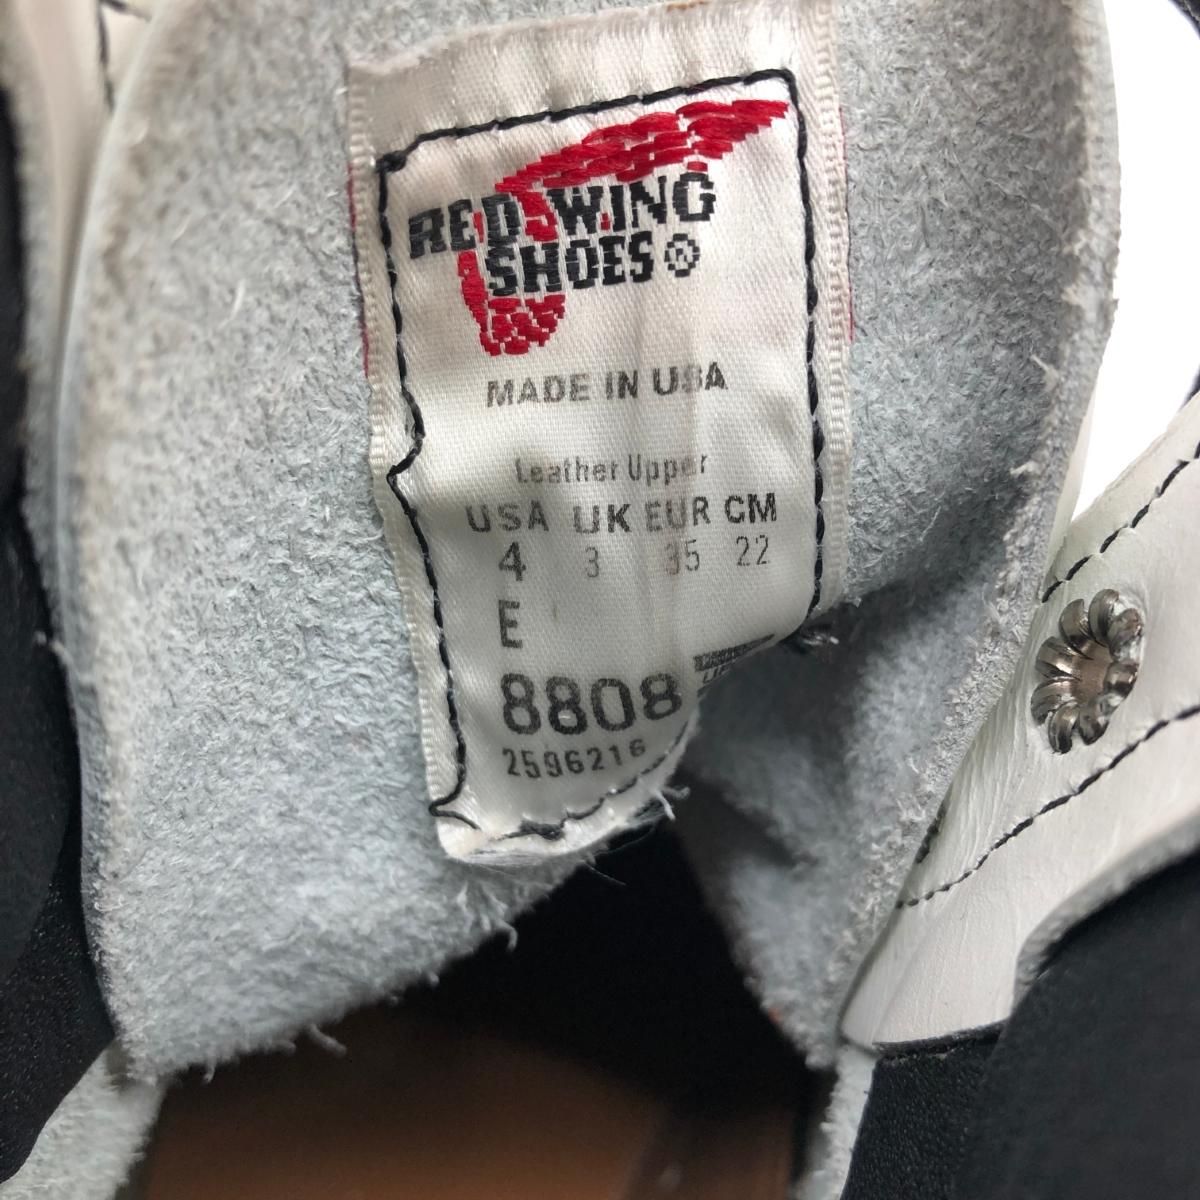 RED WING
SHOES ®
MADE IN USA
Leather Upper
USA UK EUR CM
4 3 35 22
E
8808
2596216